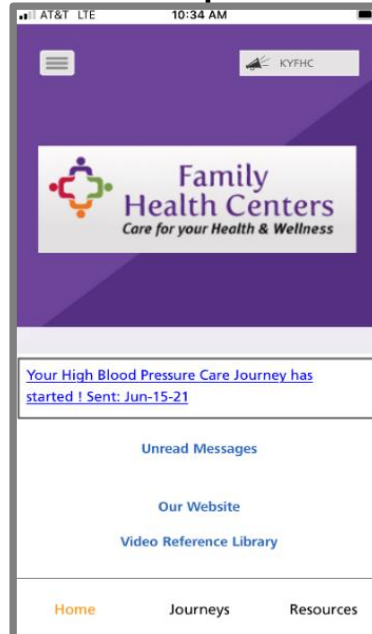 AT&T LTE 10:34 AM
KYFHC
Family
Health Centers
Care for your Health & Wellness
Your High Blood Pressure Care Journey has
started ! Sent: Jun-15-21
Unread Messages
Our Website
Video Reference Library
Home Journeys Resources